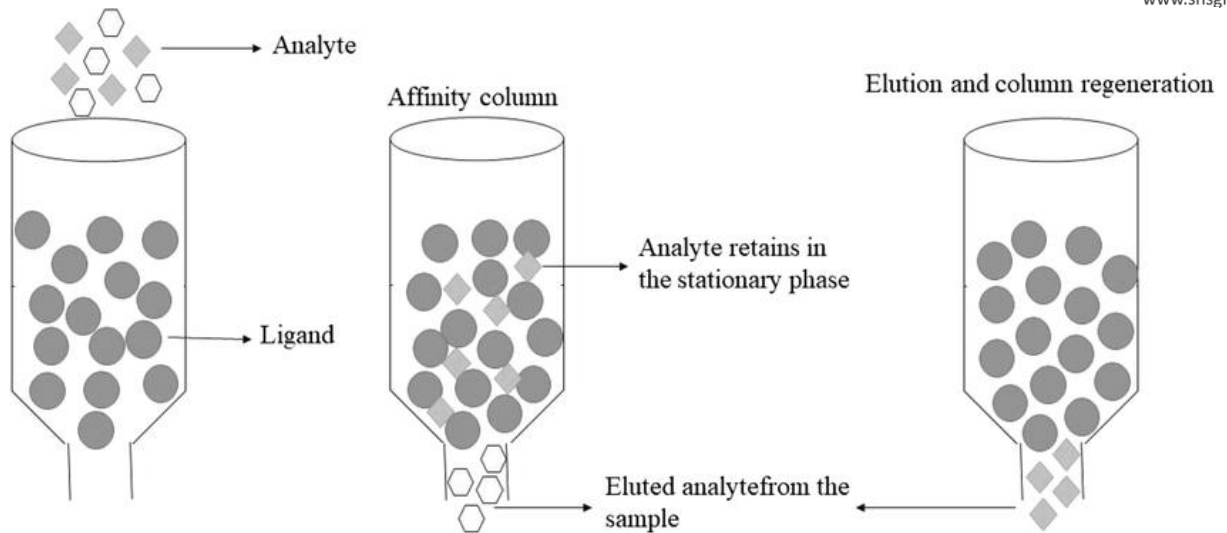 Analyte
Affinity column
Elution and column regeneration
Ligand
Analyte retains in
the stationary phase
Eluted analytefrom the
sample